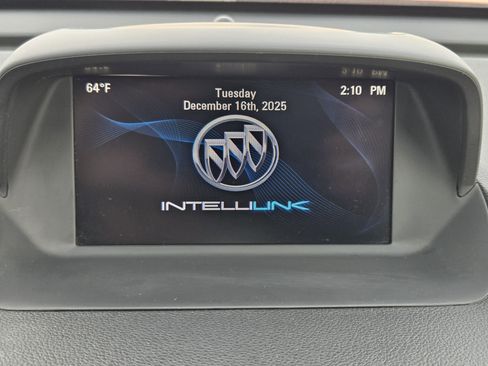 64°F
Tuesday
2:10 PM
December 16th, 2025
INTELLILINK